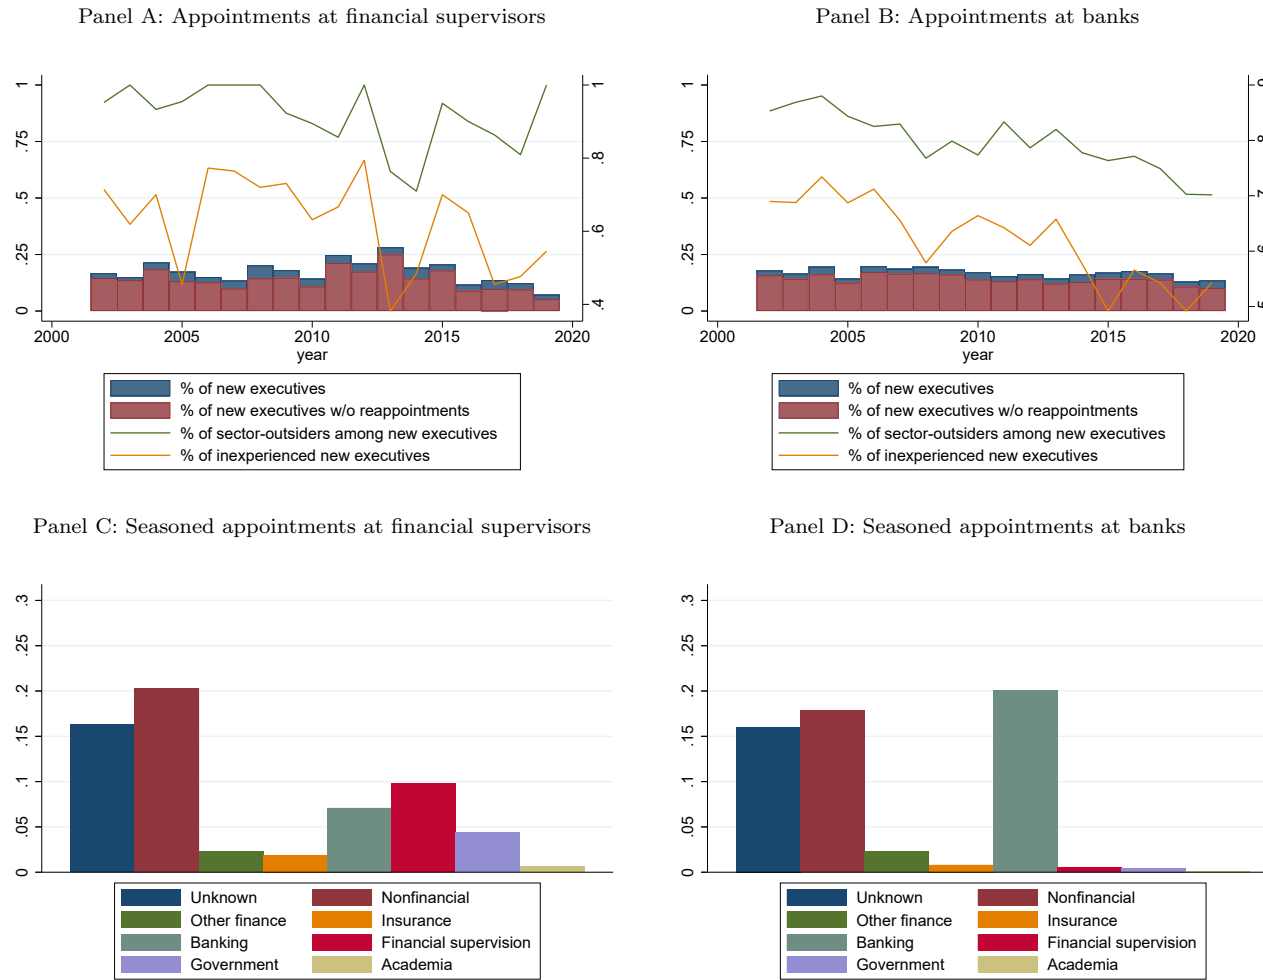 Panel A: Appointments at financial supervisors
Panel B: Appointments at banks
1
.75
.5
.25
0
1
.8
.6
.4
2000 2005 2010 2015 2020
year
% of new executives
% of new executives w/o reappointments
% of sector-outsiders among new executives
% of inexperienced new executives
1
.75
.5
.25
0
2000 2005 2010 2015 2020
year
% of new executives
% of new executives w/o reappointments
% of sector-outsiders among new executives
% of inexperienced new executives
Panel C: Seasoned appointments at financial supervisors
Panel D: Seasoned appointments at banks
.3
.25
.2
.15
.1
.05
0
Unknown Nonfinancial
Other finance Insurance
Banking Financial supervision
Government Academia
.3
.25
.2
.15
.1
.05
0
Unknown Nonfinancial
Other finance Insurance
Banking Financial supervision
Government Academia